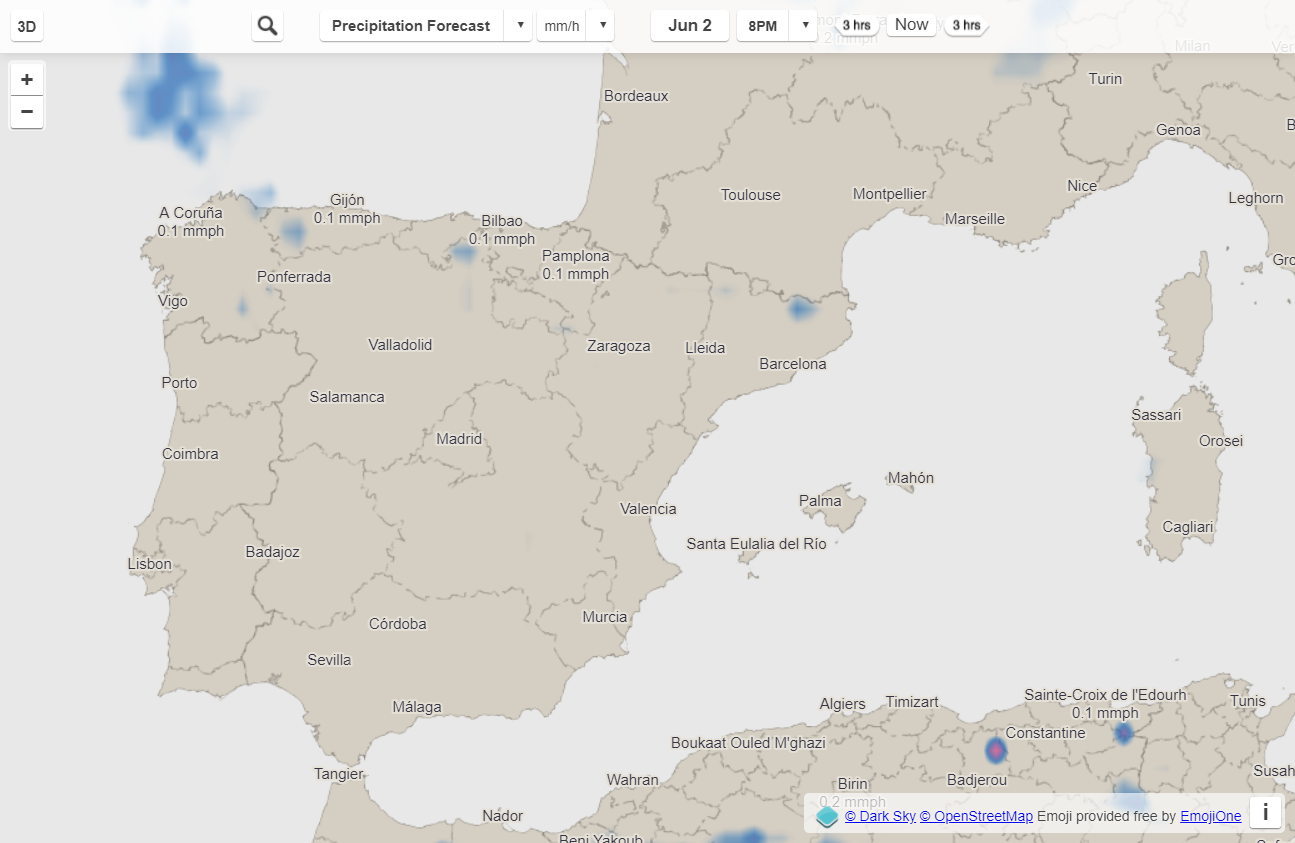 3D
Precipitation Forecast ▼
mm/h ▼
Jun 2
8PM ▼
3 hrs
Now
3 hrs
+
−
Milan
Turin
Bordeaux
Genoa
Toulouse
Montpellier
Nice
Leghorn
Marseille
A Coruña
0.1 mmph
Gijón
0.1 mmph
Bilbao
0.1 mmph
Pamplona
0.1 mmph
Ponferrada
Vigo
Valladolid
Zaragoza
Lleida
Barcelona
Porto
Salamanca
Sassari
Madrid
Orosei
Coimbra
Mahón
Palma
Valencia
Cagliari
Santa Eulalia del Río
Badajoz
Lisbon
Murcia
Córdoba
Sevilla
Sainte-Croix de l'Edourh
0.1 mmph
Tunis
Algiers
Timizart
Málaga
Constantine
Boukaat Ouled M'ghazi
Tangier
Wahran
Birin
0.2 mmph
Badjerou
Susah
Nádor
Beni Yakoub
© Dark Sky © OpenStreetMap Emoji provided free by EmojiOne
i